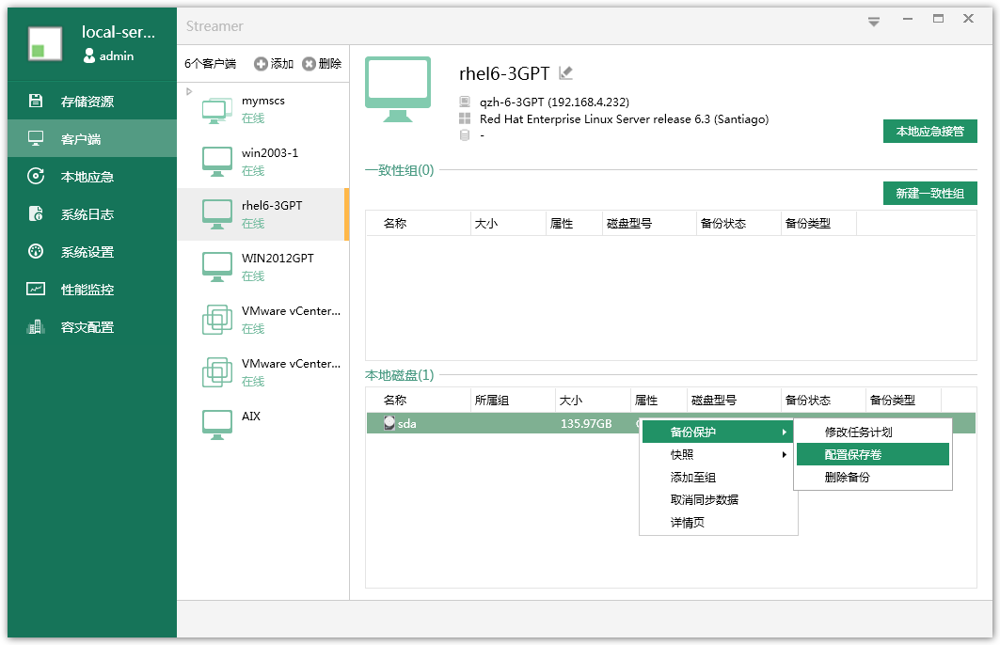 local-ser...
admin
存储资源
客户端
本地应急
系统日志
系统设置
性能监控
容灾配置
Streamer
6个客户端 添加 删除
mymscs
在线
win2003-1
在线
rhel6-3GPT
在线
WIN2012GPT
在线
VMware vCenter...
在线
VMware vCenter...
在线
AIX
rhel6-3GPT
qzh-6-3GPT (192.168.4.232)
Red Hat Enterprise Linux Server release 6.3 (Santiago)
-
本地应急接管
一致性组(0)
新建一致性组
名称 大小 属性 磁盘型号 备份状态 备份类型
本地磁盘(1)
名称 所属组 大小 属性 磁盘型号 备份状态 备份类型
sda 135.97GB
备份保护
快照
添加至组
取消同步数据
详情页
修改任务计划
配置保存卷
删除备份